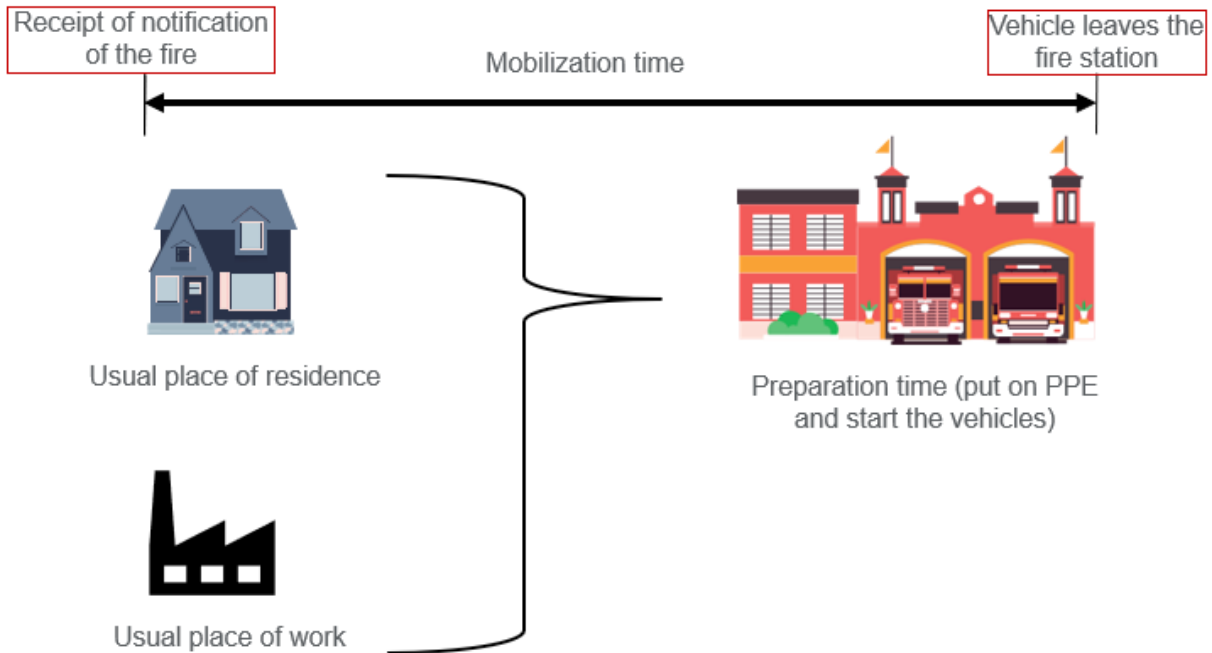 Receipt of notification
of the fire
Mobilization time
Vehicle leaves the
fire station
Usual place of residence
Preparation time (put on PPE
and start the vehicles)
Usual place of work